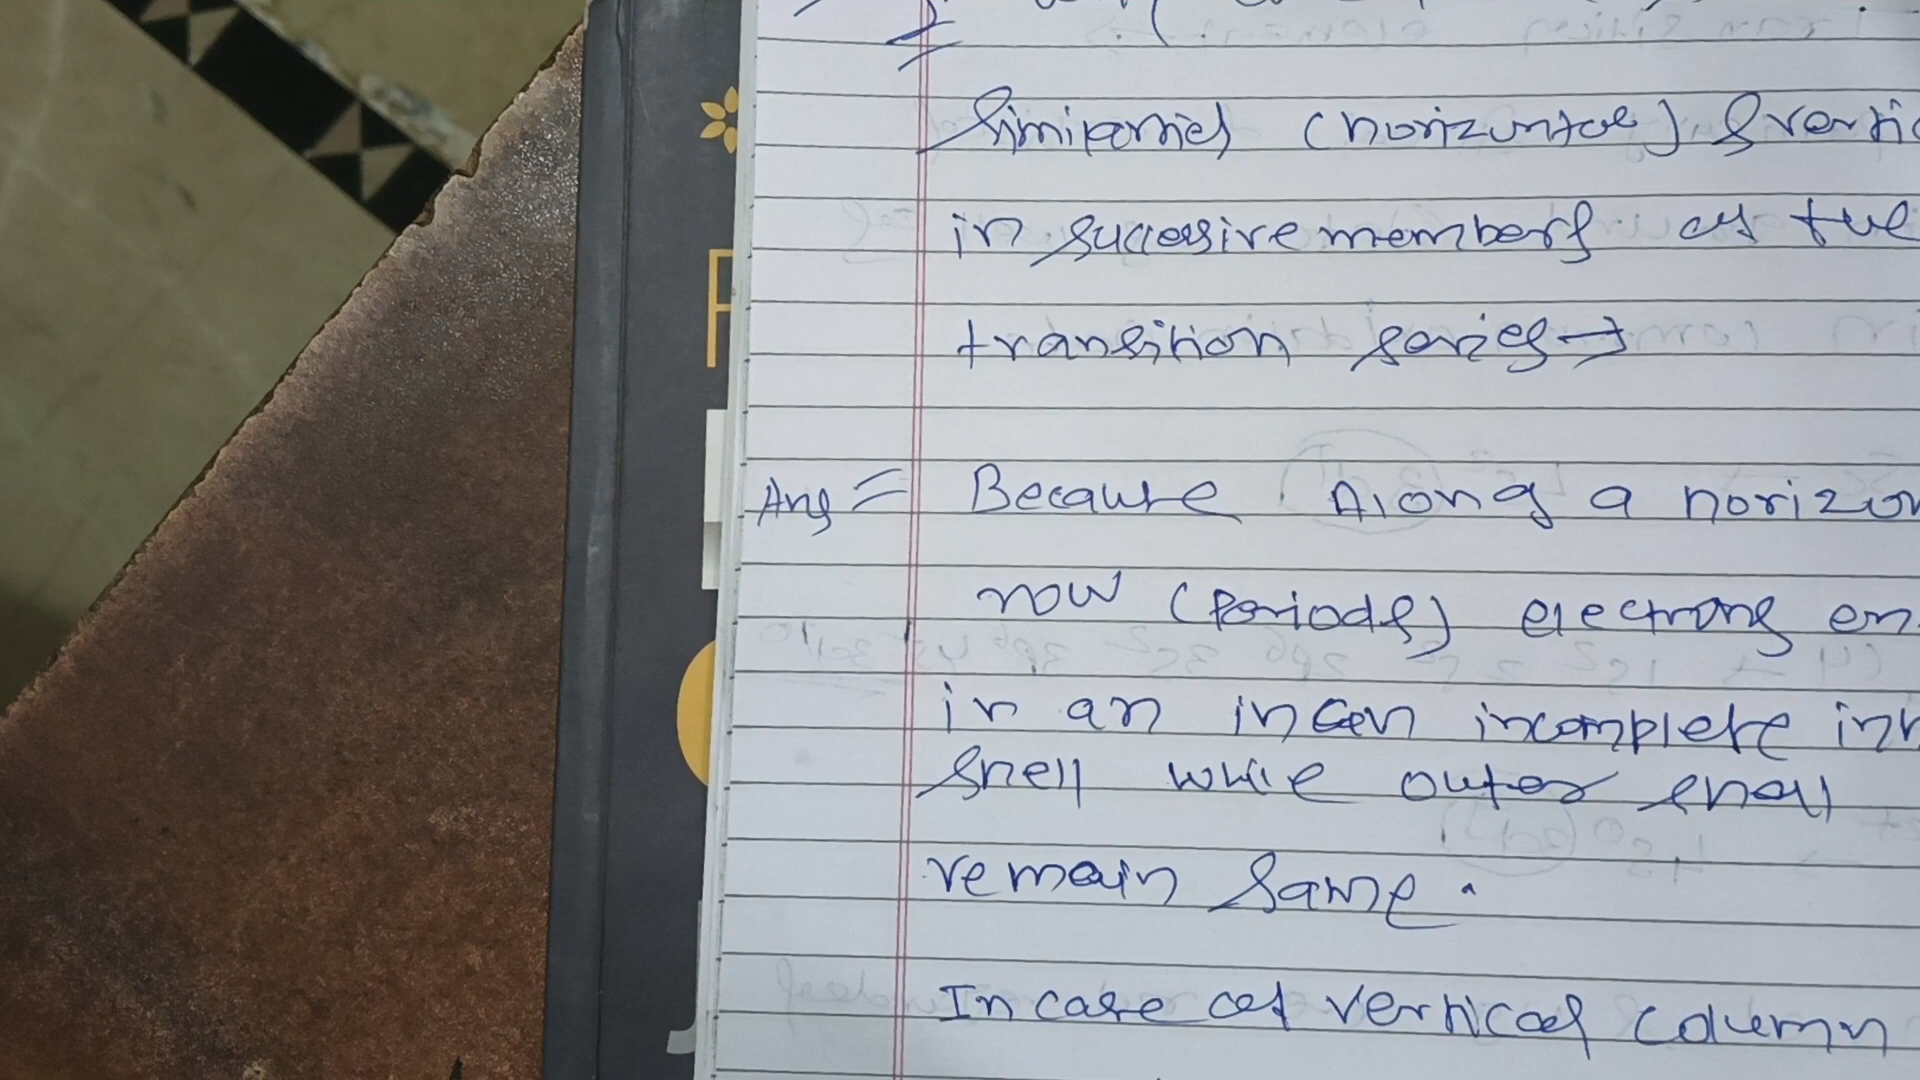 Similarities (horizontal) & vertic
in successive members of the
transition series →
Ans = Because Along a horizon
row (Periods) electrons en
in an incen incomplete inn
shell while outer shell
remain same .
In case of vertical column